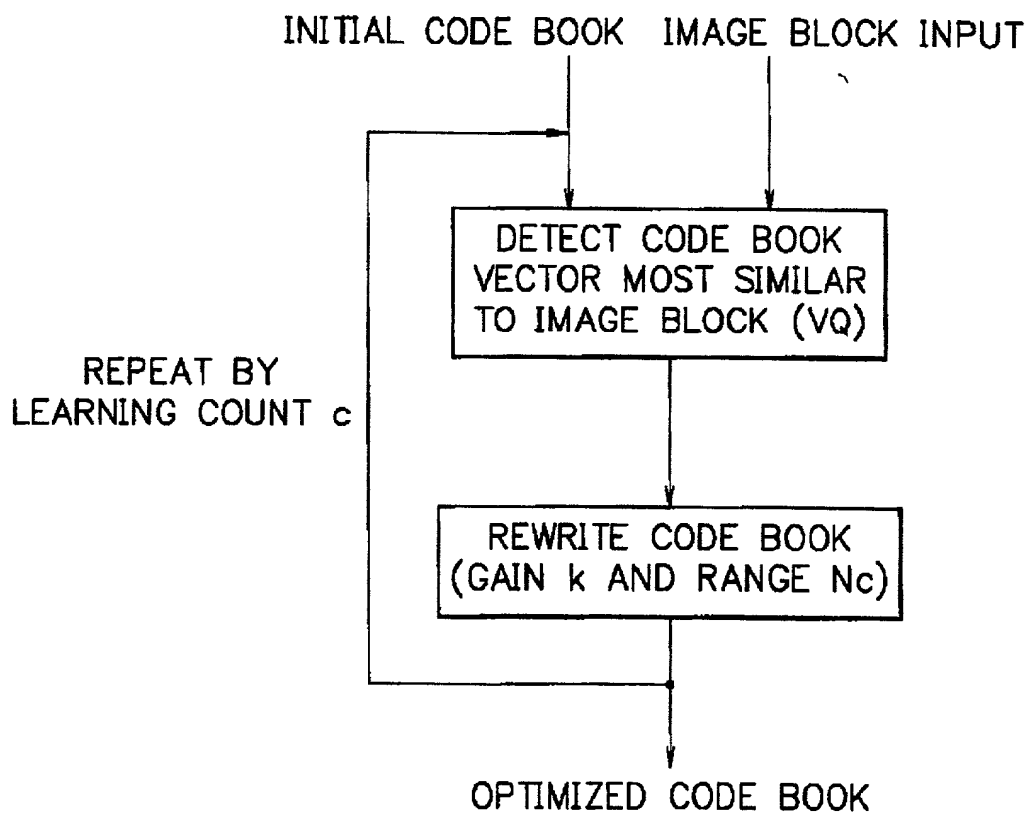 INITIAL CODE BOOK IMAGE BLOCK INPUT
DETECT CODE BOOK
VECTOR MOST SIMILAR
TO IMAGE BLOCK (VQ)
REPEAT BY
LEARNING COUNT c
REWRITE CODE BOOK
(GAIN k AND RANGE Nc)
OPTIMIZED CODE BOOK